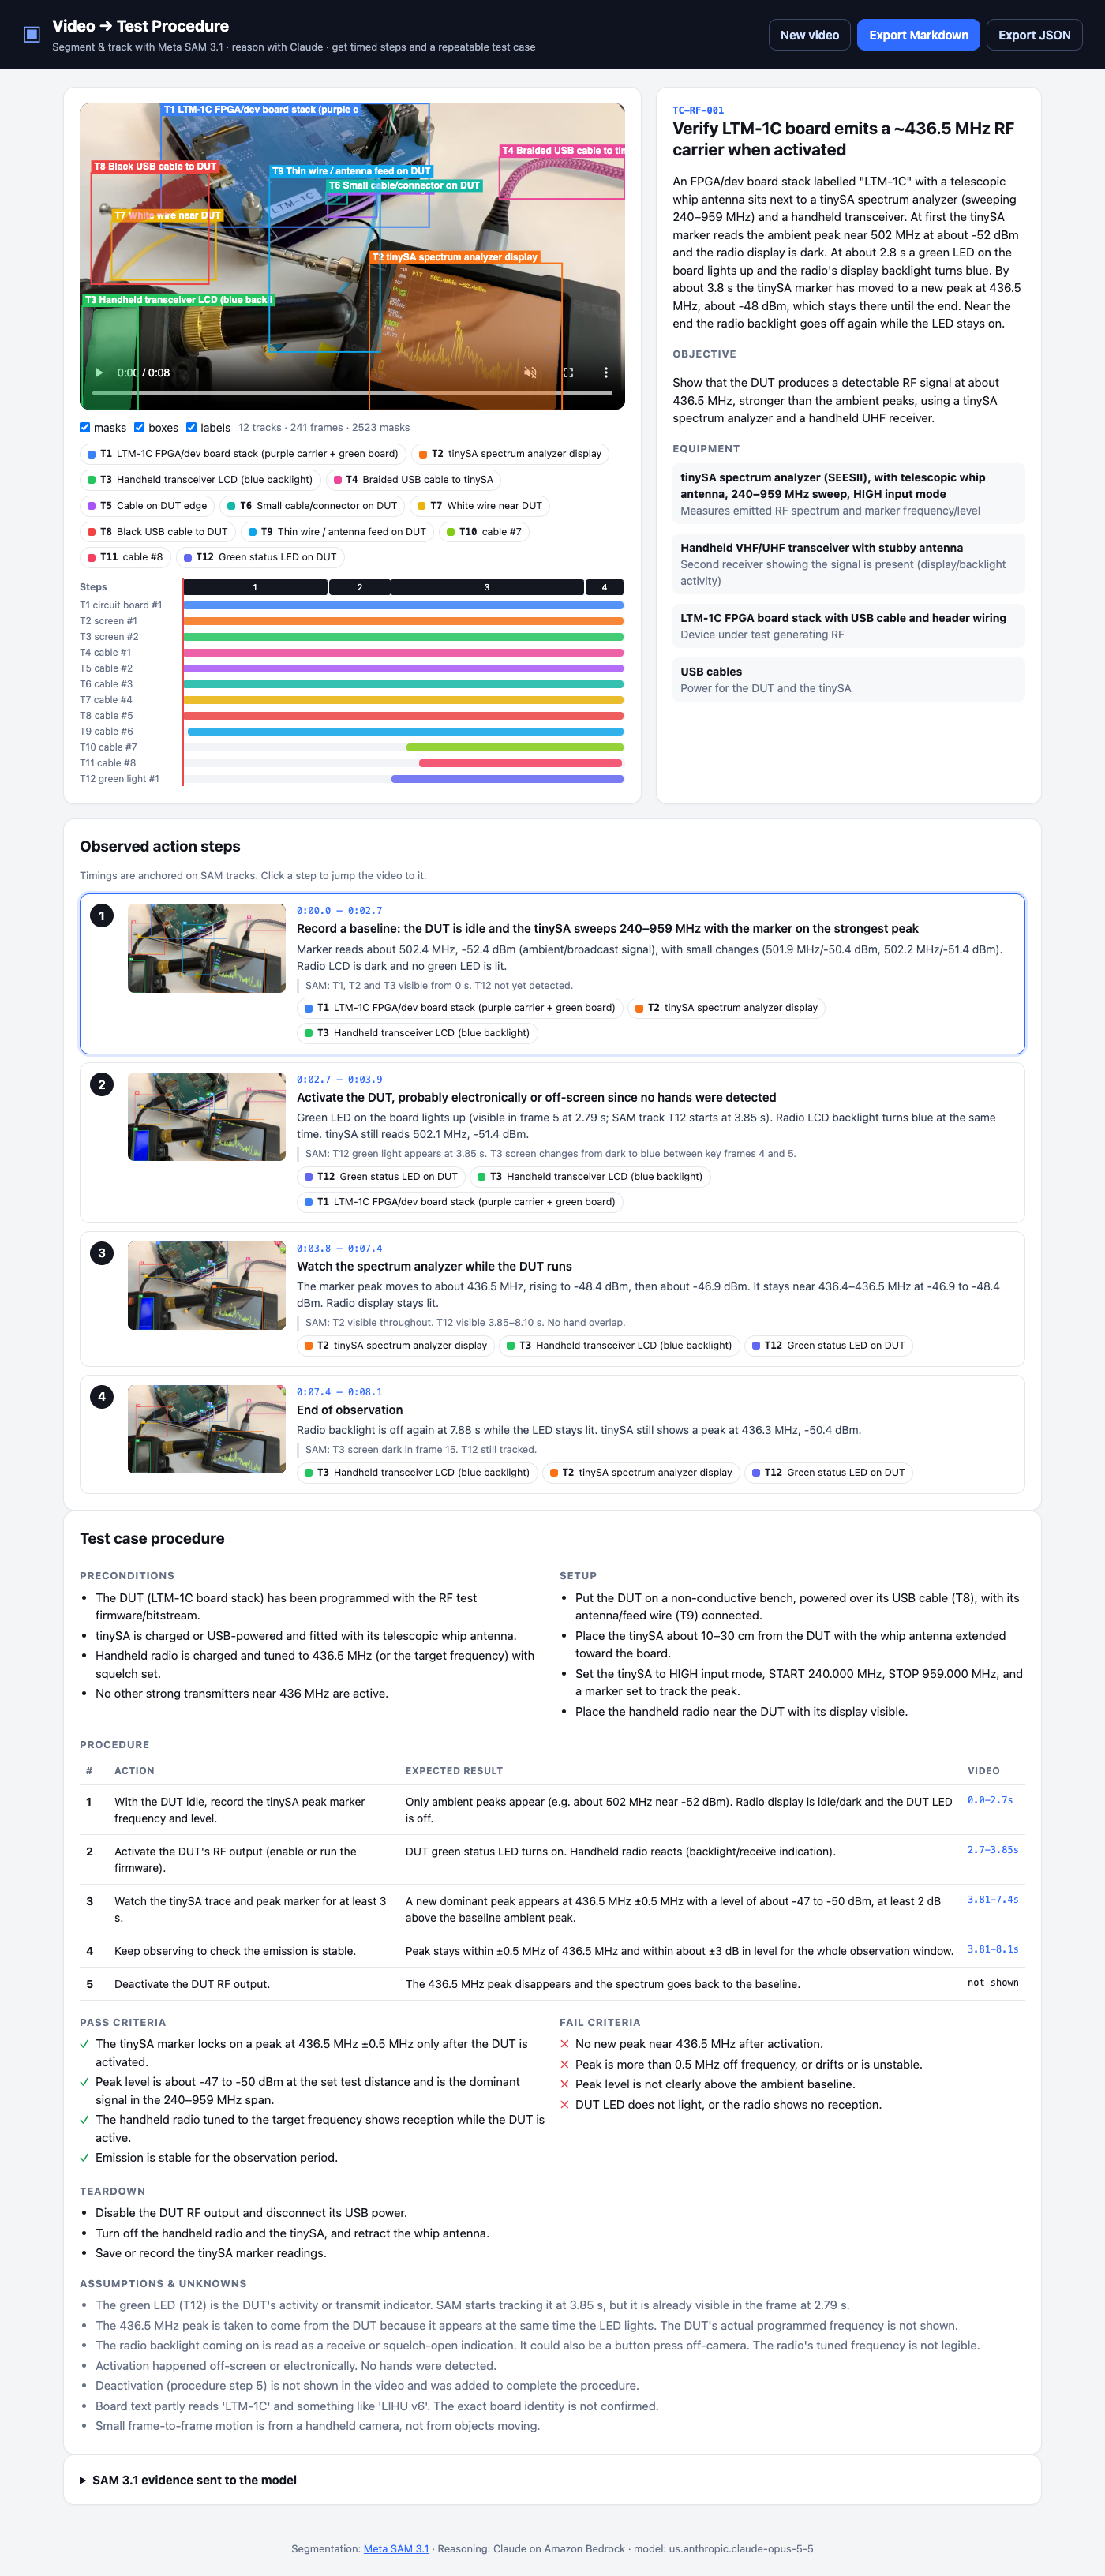 Video → Test Procedure
Segment & track with Meta SAM 3.1 · reason with Claude · get timed steps and a repeatable test case
New video
Export Markdown
Export JSON
T1 LTM-1C FPGA/dev board stack (purple c
T4 Braided USB cable to tin
T8 Black USB cable to DUT
T9 Thin wire / antenna feed on DUT
T6 Small cable/connector on DUT
LTM-1C
T7 White wire near DUT
T2 tinySA spectrum analyzer display
T3 Handheld transceiver LCD (blue backli
0:00 / 0:08
masks boxes labels 12 tracks · 241 frames · 2523 masks
T1 LTM-1C FPGA/dev board stack (purple carrier + green board)
T2 tinySA spectrum analyzer display
T3 Handheld transceiver LCD (blue backlight)
T4 Braided USB cable to tinySA
T5 Cable on DUT edge
T6 Small cable/connector on DUT
T7 White wire near DUT
T8 Black USB cable to DUT
T9 Thin wire / antenna feed on DUT
T10 cable #7
T11 cable #8
T12 Green status LED on DUT
Steps 1 2 3 4
T1 circuit board #1
T2 screen #1
T3 screen #2
T4 cable #1
T5 cable #2
T6 cable #3
T7 cable #4
T8 cable #5
T9 cable #6
T10 cable #7
T11 cable #8
T12 green light #1
TC-RF-001
Verify LTM-1C board emits a ~436.5 MHz RF
carrier when activated
An FPGA/dev board stack labelled "LTM-1C" with a telescopic
whip antenna sits next to a tinySA spectrum analyzer (sweeping
240–959 MHz) and a handheld transceiver. At first the tinySA
marker reads the ambient peak near 502 MHz at about -52 dBm
and the radio display is dark. At about 2.8 s a green LED on the
board lights up and the radio's display backlight turns blue. By
about 3.8 s the tinySA marker has moved to a new peak at 436.5
MHz, about -48 dBm, which stays there until the end. Near the
end the radio backlight goes off again while the LED stays on.
OBJECTIVE
Show that the DUT produces a detectable RF signal at about
436.5 MHz, stronger than the ambient peaks, using a tinySA
spectrum analyzer and a handheld UHF receiver.
EQUIPMENT
tinySA spectrum analyzer (SEESII), with telescopic whip
antenna, 240–959 MHz sweep, HIGH input mode
Measures emitted RF spectrum and marker frequency/level
Handheld VHF/UHF transceiver with stubby antenna
Second receiver showing the signal is present (display/backlight
activity)
LTM-1C FPGA board stack with USB cable and header wiring
Device under test generating RF
USB cables
Power for the DUT and the tinySA
Observed action steps
Timings are anchored on SAM tracks. Click a step to jump the video to it.
1
0:00.0 – 0:02.7
Record a baseline: the DUT is idle and the tinySA sweeps 240–959 MHz with the marker on the strongest peak
Marker reads about 502.4 MHz, -52.4 dBm (ambient/broadcast signal), with small changes (501.9 MHz/-50.4 dBm, 502.2 MHz/-51.4 dBm).
Radio LCD is dark and no green LED is lit.
SAM: T1, T2 and T3 visible from 0 s. T12 not yet detected.
T1 LTM-1C FPGA/dev board stack (purple carrier + green board)
T2 tinySA spectrum analyzer display
T3 Handheld transceiver LCD (blue backlight)
2
0:02.7 – 0:03.9
Activate the DUT, probably electronically or off-screen since no hands were detected
Green LED on the board lights up (visible in frame 5 at 2.79 s; SAM track T12 starts at 3.85 s). Radio LCD backlight turns blue at the same
time. tinySA still reads 502.1 MHz, -51.4 dBm.
SAM: T12 green light appears at 3.85 s. T3 screen changes from dark to blue between key frames 4 and 5.
T12 Green status LED on DUT
T3 Handheld transceiver LCD (blue backlight)
T1 LTM-1C FPGA/dev board stack (purple carrier + green board)
3
0:03.8 – 0:07.4
Watch the spectrum analyzer while the DUT runs
The marker peak moves to about 436.5 MHz, rising to -48.4 dBm, then about -46.9 dBm. It stays near 436.4–436.5 MHz at -46.9 to -48.4
dBm. Radio display stays lit.
SAM: T2 visible throughout. T12 visible 3.85–8.10 s. No hand overlap.
T2 tinySA spectrum analyzer display
T3 Handheld transceiver LCD (blue backlight)
T12 Green status LED on DUT
4
0:07.4 – 0:08.1
End of observation
Radio backlight is off again at 7.88 s while the LED stays lit. tinySA still shows a peak at 436.3 MHz, -50.4 dBm.
SAM: T3 screen dark in frame 15. T12 still tracked.
T3 Handheld transceiver LCD (blue backlight)
T2 tinySA spectrum analyzer display
T12 Green status LED on DUT
Test case procedure
PRECONDITIONS
The DUT (LTM-1C board stack) has been programmed with the RF test
firmware/bitstream.
tinySA is charged or USB-powered and fitted with its telescopic whip antenna.
Handheld radio is charged and tuned to 436.5 MHz (or the target frequency) with
squelch set.
No other strong transmitters near 436 MHz are active.
SETUP
Put the DUT on a non-conductive bench, powered over its USB cable (T8), with its
antenna/feed wire (T9) connected.
Place the tinySA about 10–30 cm from the DUT with the whip antenna extended
toward the board.
Set the tinySA to HIGH input mode, START 240.000 MHz, STOP 959.000 MHz, and
a marker set to track the peak.
Place the handheld radio near the DUT with its display visible.
PROCEDURE
# ACTION EXPECTED RESULT VIDEO
1 With the DUT idle, record the tinySA peak marker
frequency and level.
Only ambient peaks appear (e.g. about 502 MHz near -52 dBm). Radio display is idle/dark and the DUT LED
is off.
0.0–2.7s
2 Activate the DUT's RF output (enable or run the
firmware).
DUT green status LED turns on. Handheld radio reacts (backlight/receive indication).
2.7–3.85s
3 Watch the tinySA trace and peak marker for at least 3
s.
A new dominant peak appears at 436.5 MHz ±0.5 MHz with a level of about -47 to -50 dBm, at least 2 dB
above the baseline ambient peak.
3.81–7.4s
4 Keep observing to check the emission is stable.
Peak stays within ±0.5 MHz of 436.5 MHz and within about ±3 dB in level for the whole observation window.
3.81–8.1s
5 Deactivate the DUT RF output.
The 436.5 MHz peak disappears and the spectrum goes back to the baseline.
not shown
PASS CRITERIA
✓ The tinySA marker locks on a peak at 436.5 MHz ±0.5 MHz only after the DUT is
activated.
✓ Peak level is about -47 to -50 dBm at the set test distance and is the dominant
signal in the 240–959 MHz span.
✓ The handheld radio tuned to the target frequency shows reception while the DUT is
active.
✓ Emission is stable for the observation period.
FAIL CRITERIA
✕ No new peak near 436.5 MHz after activation.
✕ Peak is more than 0.5 MHz off frequency, or drifts or is unstable.
✕ Peak level is not clearly above the ambient baseline.
✕ DUT LED does not light, or the radio shows no reception.
TEARDOWN
Disable the DUT RF output and disconnect its USB power.
Turn off the handheld radio and the tinySA, and retract the whip antenna.
Save or record the tinySA marker readings.
ASSUMPTIONS & UNKNOWNS
The green LED (T12) is the DUT's activity or transmit indicator. SAM starts tracking it at 3.85 s, but it is already visible in the frame at 2.79 s.
The 436.5 MHz peak is taken to come from the DUT because it appears at the same time the LED lights. The DUT's actual programmed frequency is not shown.
The radio backlight coming on is read as a receive or squelch-open indication. It could also be a button press off-camera. The radio's tuned frequency is not legible.
Activation happened off-screen or electronically. No hands were detected.
Deactivation (procedure step 5) is not shown in the video and was added to complete the procedure.
Board text partly reads 'LTM-1C' and something like 'LIHU v6'. The exact board identity is not confirmed.
Small frame-to-frame motion is from a handheld camera, not from objects moving.
▶ SAM 3.1 evidence sent to the model
Segmentation: Meta SAM 3.1 · Reasoning: Claude on Amazon Bedrock · model: us.anthropic.claude-opus-5-5